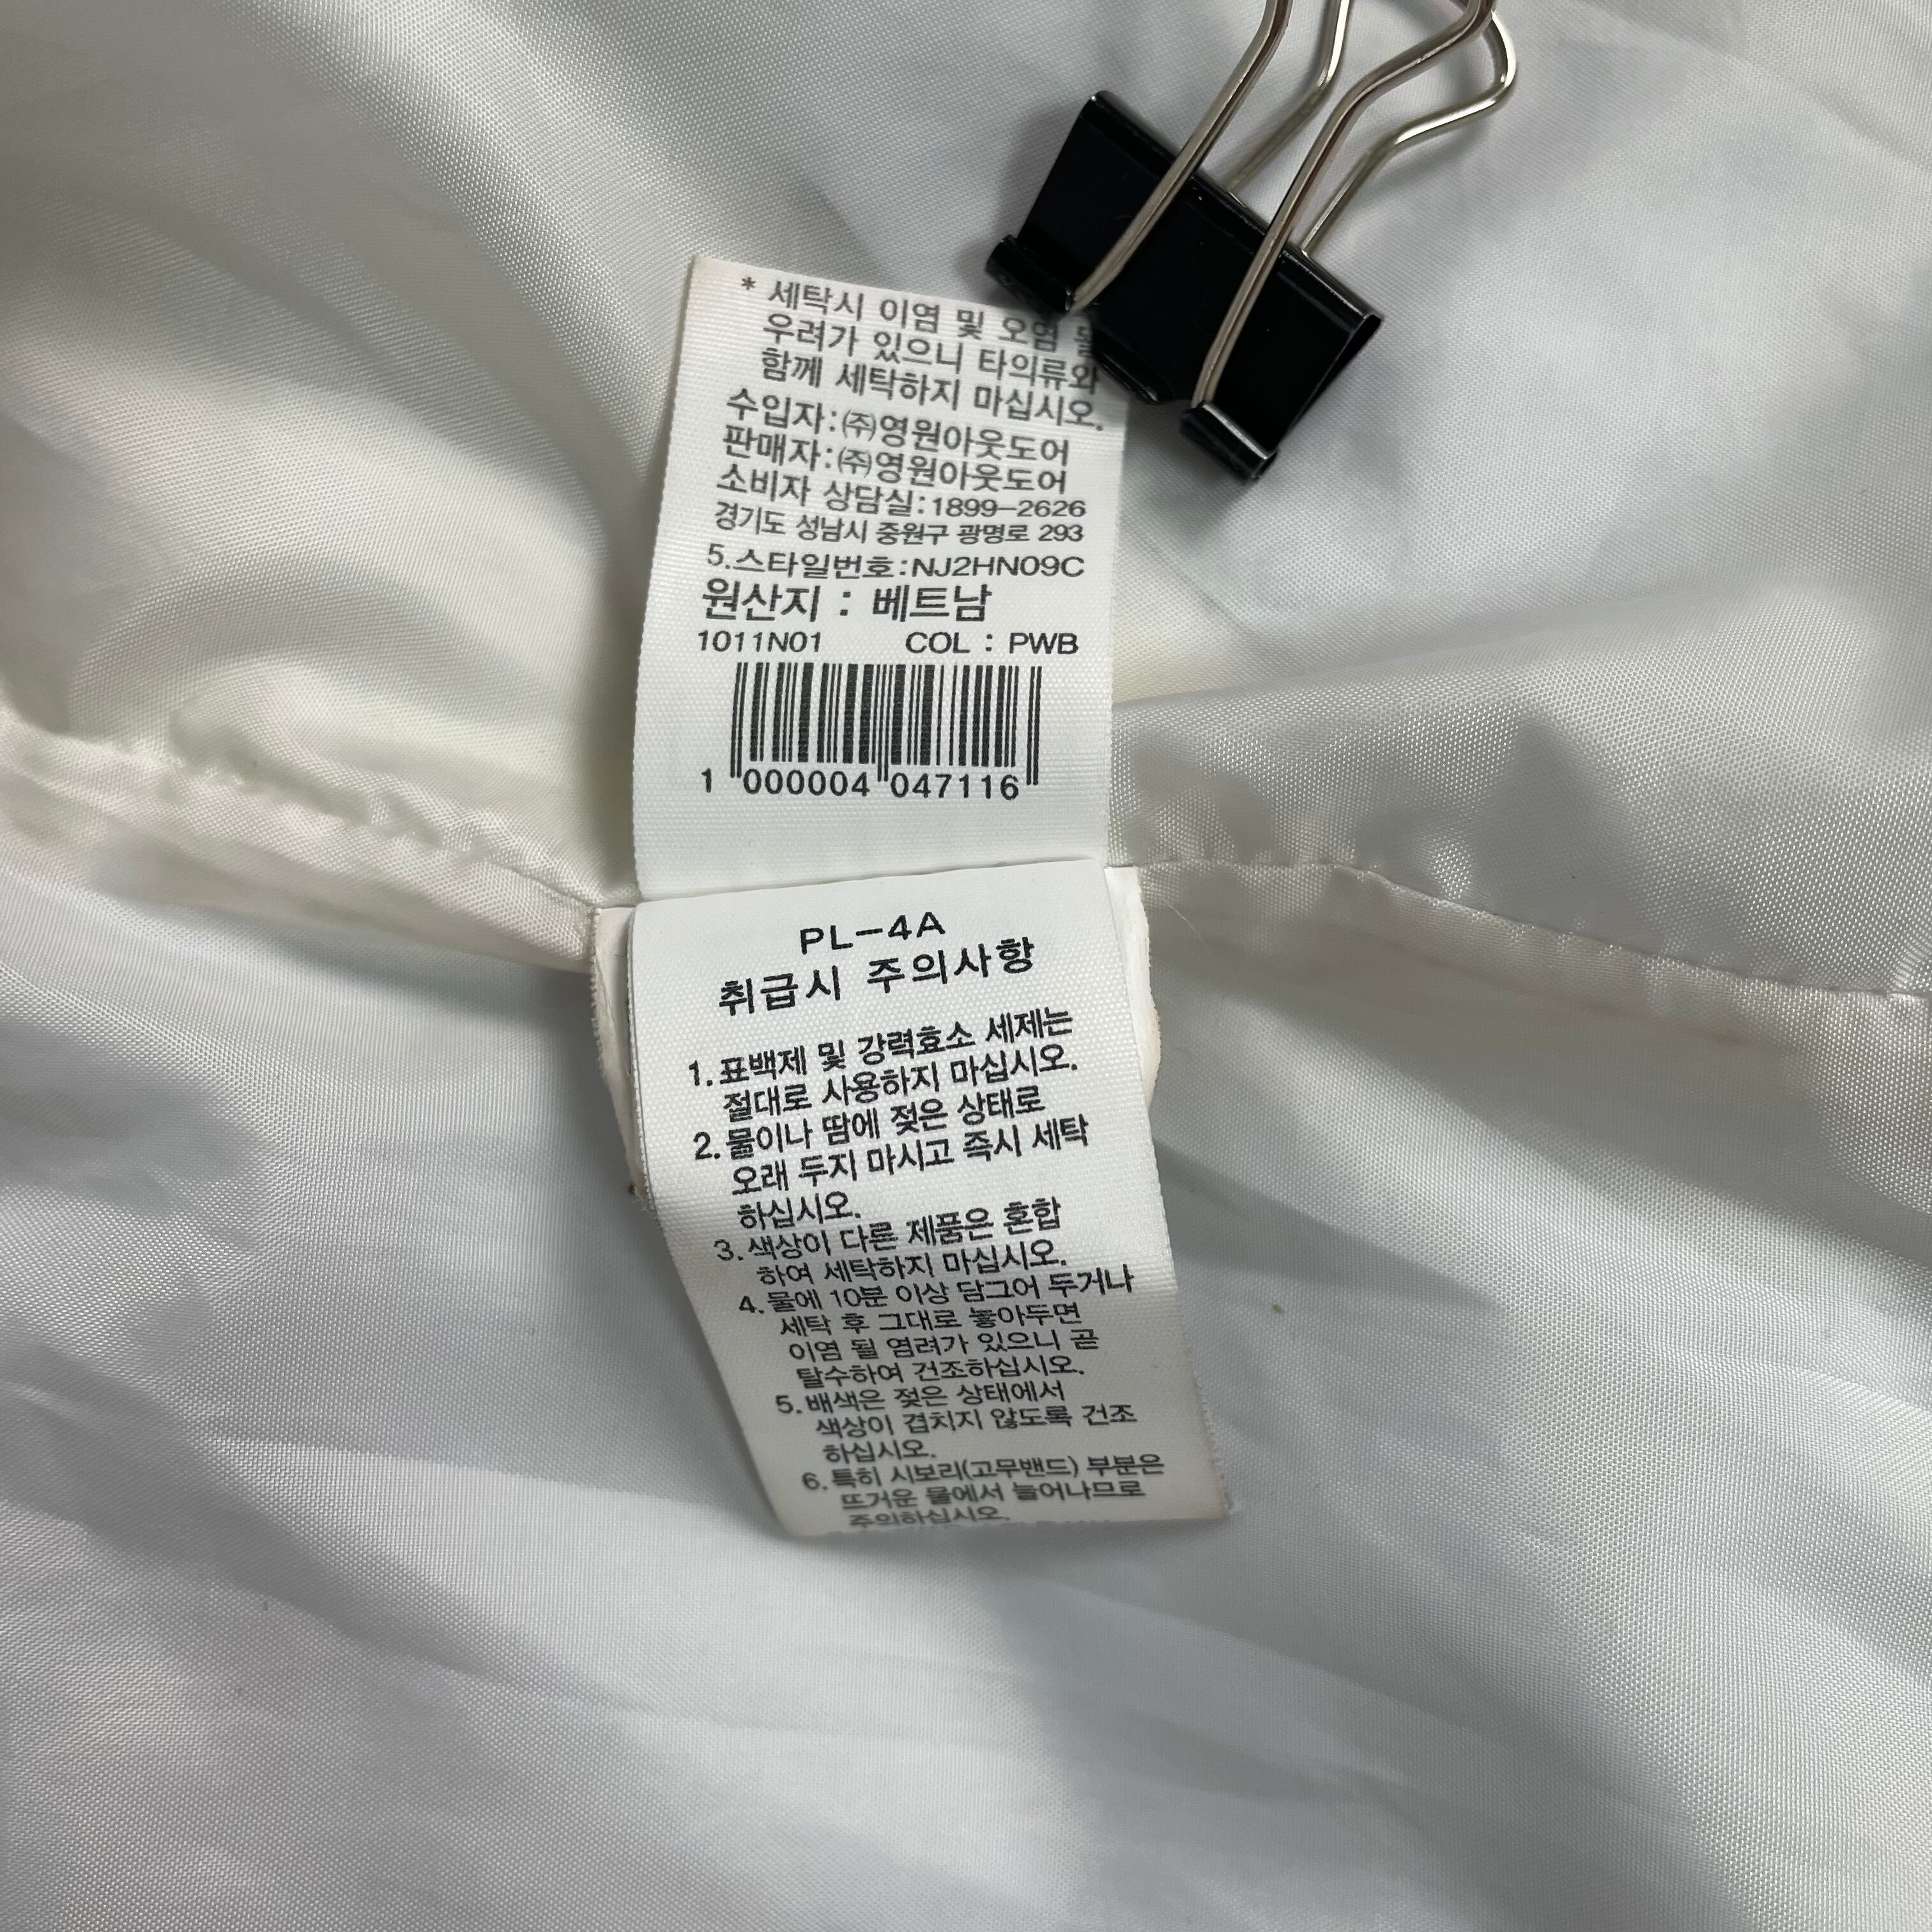 * 세탁시 이염 및 오염 될
우려가 있으니 타의류와
함께 세탁하지 마십시오.
수입자:㈜영원아웃도어
판매자:㈜영원아웃도어
소비자 상담실:1899-2626
경기도 성남시 중원구 광명로 293
5.스타일번호:NJ2HN09C
원산지 : 베트남
1011N01 COL : PWB
1 000004 047116
PL-4A
취급시 주의사항
1.표백제 및 강력효소 세제는
절대로 사용하지 마십시오.
2.물이나 땀에 젖은 상태로
오래 두지 마시고 즉시 세탁
하십시오.
3.색상이 다른 제품은 혼합
하여 세탁하지 마십시오.
4.물에 10분 이상 담그어 두거나
세탁 후 그대로 놓아두면
이염 될 염려가 있으니 곧
탈수하여 건조하십시오.
5.배색은 젖은 상태에서
색상이 겹치지 않도록 건조
하십시오.
6.특히 시보리(고무밴드) 부분은
뜨거운 물에서 늘어나므로
주의하십시오.